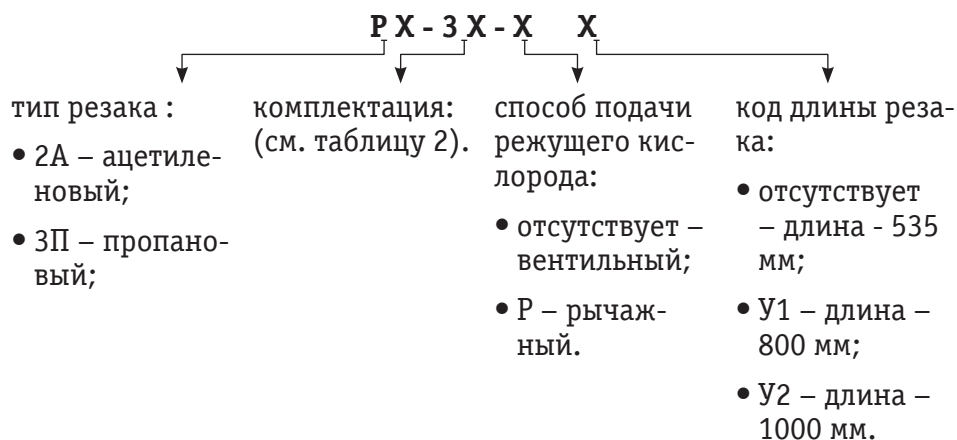 Р Х - 3 Х - Х Х
тип резака :
• 2А – ацетиле-
новый;
• 3П – пропано-
вый;
комплектация:
(см. таблицу 2).
способ подачи
режущего кис-
лорода:
• отсутствует –
вентильный;
• Р – рычаж-
ный.
код длины реза-
ка:
• отсутствует
– длина - 535
мм;
• У1 – длина –
800 мм;
• У2 – длина –
1000 мм.